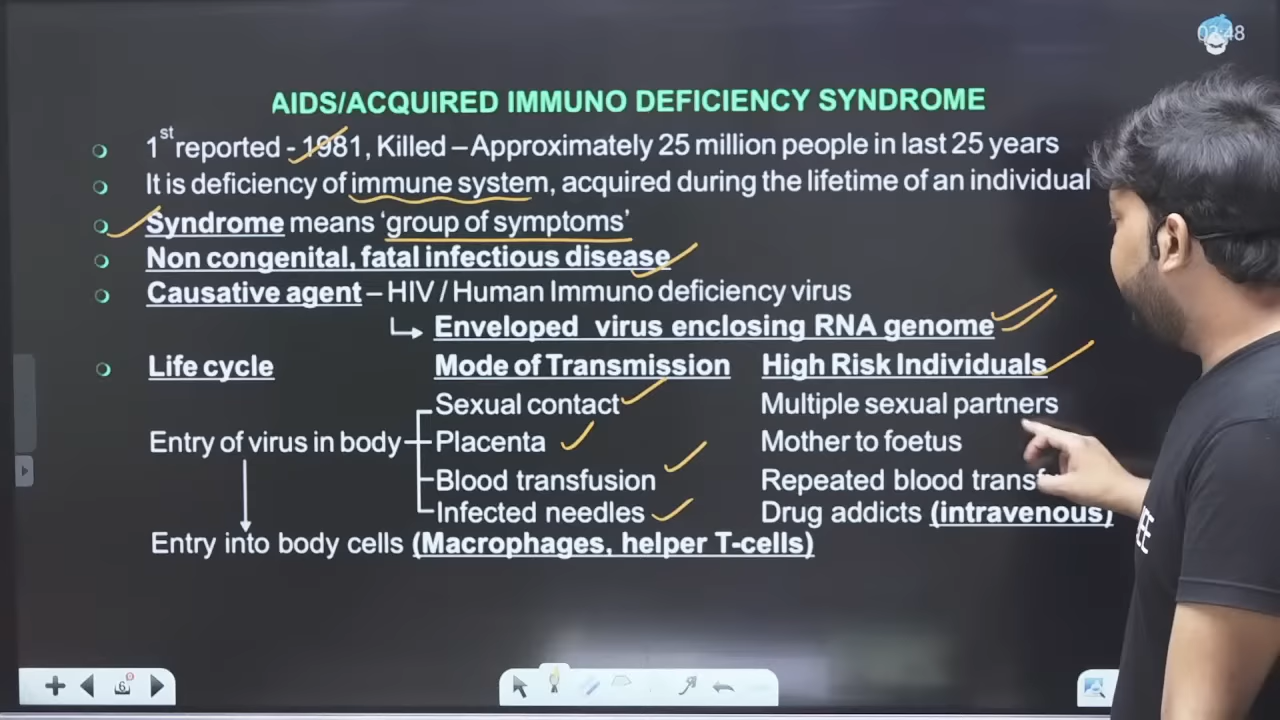 03:48
AIDS/ACQUIRED IMMUNO DEFICIENCY SYNDROME
1st reported - 1981, Killed – Approximately 25 million people in last 25 years
It is deficiency of immune system, acquired during the lifetime of an individual
Syndrome means ‘group of symptoms’
Non congenital, fatal infectious disease
Causative agent – HIV / Human Immuno deficiency virus
Enveloped virus enclosing RNA genome
Life cycle Mode of Transmission High Risk Individuals
Sexual contact Multiple sexual partners
Entry of virus in body Placenta Mother to foetus
Blood transfusion Repeated blood
Infected needles Drug addicts (intravenous)
Entry into body cells (Macrophages, helper T-cells)
6